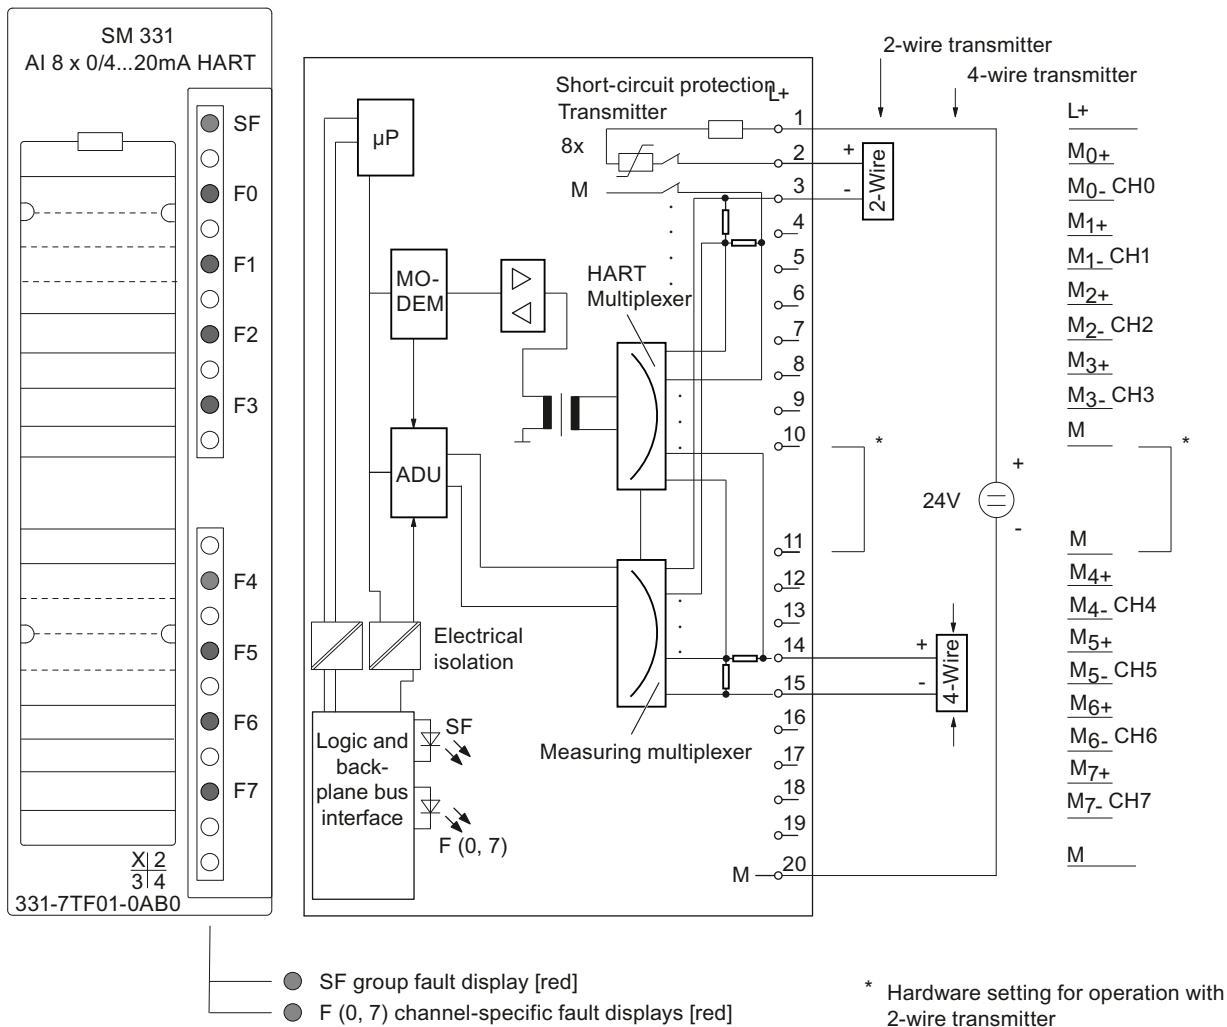 SM 331
AI 8 x 0/4...20mA HART
SF
F0
F1
F2
F3
F4
F5
F6
F7
X 2
3 4
331-7TF01-0AB0
µP
MO-
DEM
ADU
Electrical
isolation
Logic and
back-
plane bus
interface
SF
F (0, 7)
Short-circuit protection
Transmitter
8x
M
HART
Multiplexer
Measuring multiplexer
L+
1
2
3
4
5
6
7
8
9
10
11
12
13
14
15
16
17
18
19
M 20
2-wire transmitter
4-wire transmitter
+
-
2-Wire
*
24V
+
-
+
-
4-Wire
L+
M0+
M0- CH0
M1+
M1- CH1
M2+
M2- CH2
M3+
M3- CH3
M
*
M
M4+
M4- CH4
M5+
M5- CH5
M6+
M6- CH6
M7+
M7- CH7
M
SF group fault display [red]
F (0, 7) channel-specific fault displays [red]
* Hardware setting for operation with
2-wire transmitter